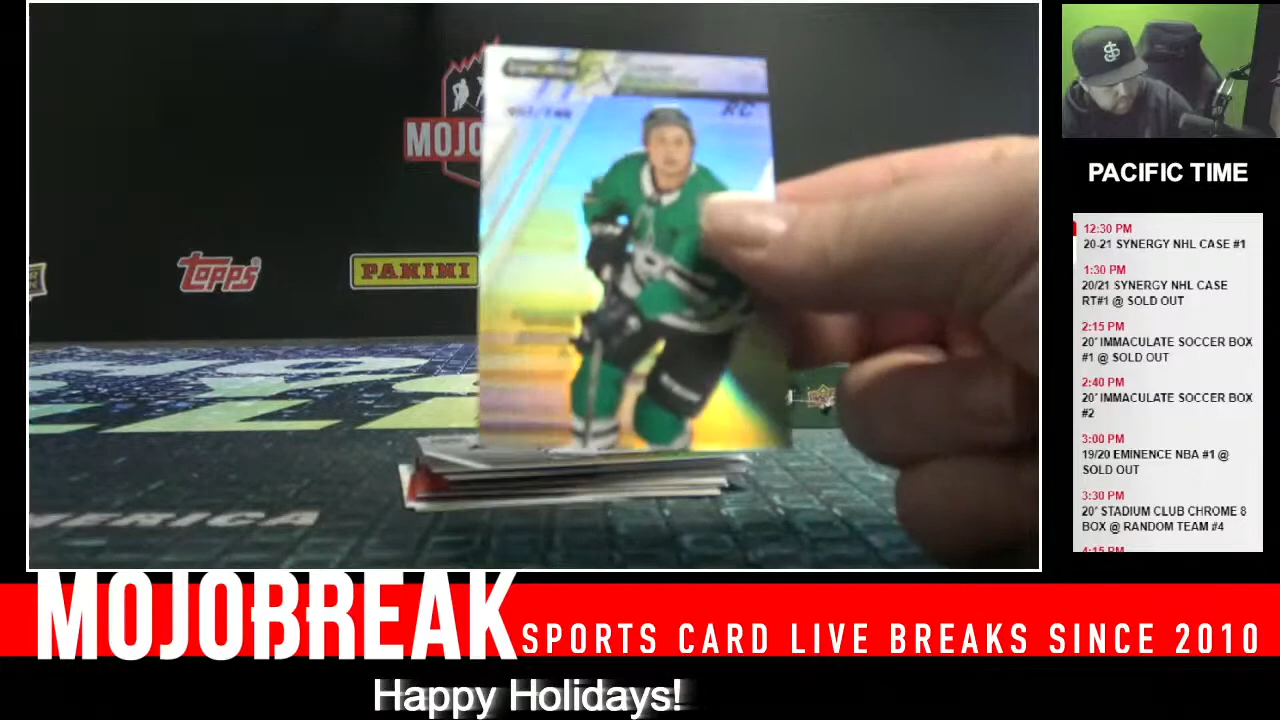 MOJO
RC
TOPPS
PANINI
MERICA
PACIFIC TIME
12:30 PM
20-21 SYNERGY NHL CASE #1
1:30 PM
20/21 SYNERGY NHL CASE
RT#1 @ SOLD OUT
2:15 PM
20' IMMACULATE SOCCER BOX
#1 @ SOLD OUT
2:40 PM
20' IMMACULATE SOCCER BOX
#2
3:00 PM
19/20 EMINENCE NBA #1 @
SOLD OUT
3:30 PM
20' STADIUM CLUB CHROME 8
BOX @ RANDOM TEAM #4
4:15 PM
MOJOBREAK
SPORTS CARD LIVE BREAKS SINCE 2010
Happy Holidays!